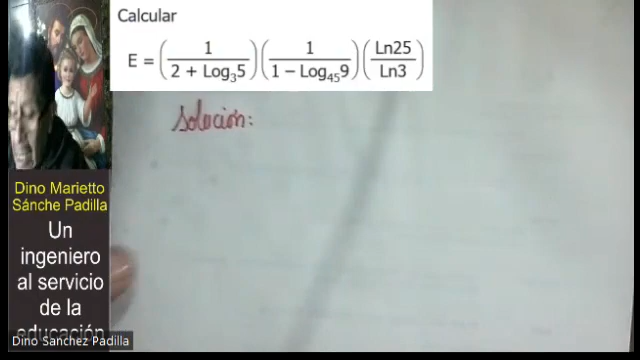 Calcular
E = (1 / (2 + Log₃5)) (1 / (1 − Log₄₅9)) (Ln25 / Ln3)
Solución:
Dino Marietto
Sánche Padilla
Un
ingeniero
al servicio
de la
educación
Dino Sanchez Padilla